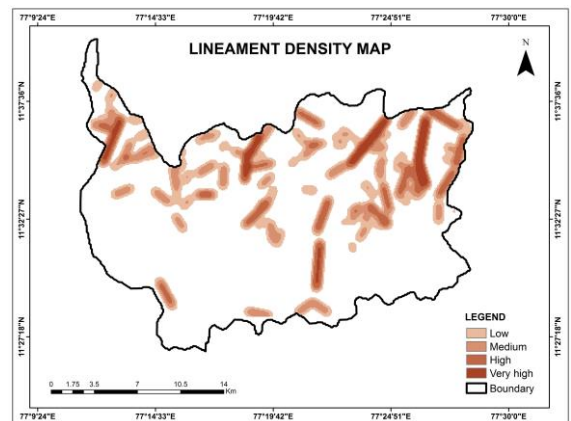 77°9'24"E 77°14'33"E 77°19'42"E 77°24'51"E 77°30'0"E
LINEAMENT DENSITY MAP
N
11°37'36"N 11°37'36"N
11°32'27"N 11°32'27"N
11°27'18"N 11°27'18"N
LEGEND
Low
Medium
High
Very high
Boundary
0 1.75 3.5 7 10.5 14
Km
77°9'24"E 77°14'33"E 77°19'42"E 77°24'51"E 77°30'0"E